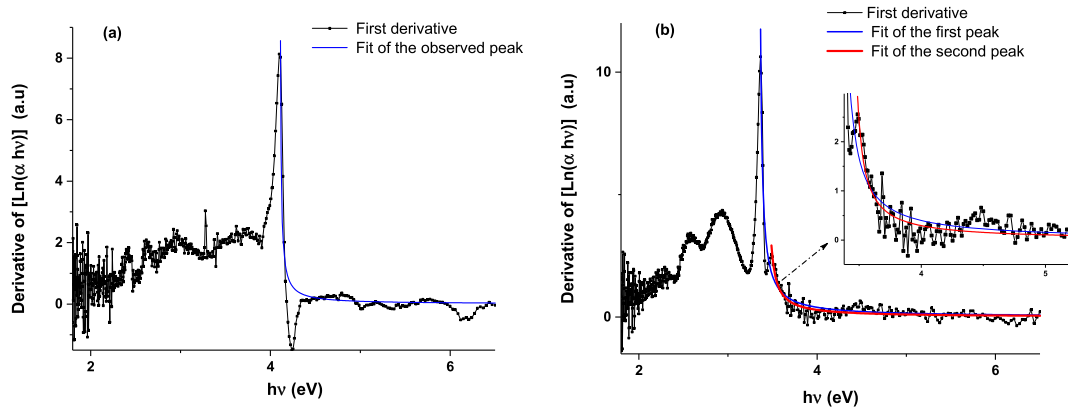 (a)
First derivative
Fit of the observed peak
8
6
4
2
0
Derivative of [Ln(α hν)] (a.u)
2
4
6
hν (eV)
(b)
First derivative
Fit of the first peak
Fit of the second peak
10
0
Derivative of [Ln(α hν)] (a.u)
2
1
0
4
5
2
3
4
5
6
hν (eV)